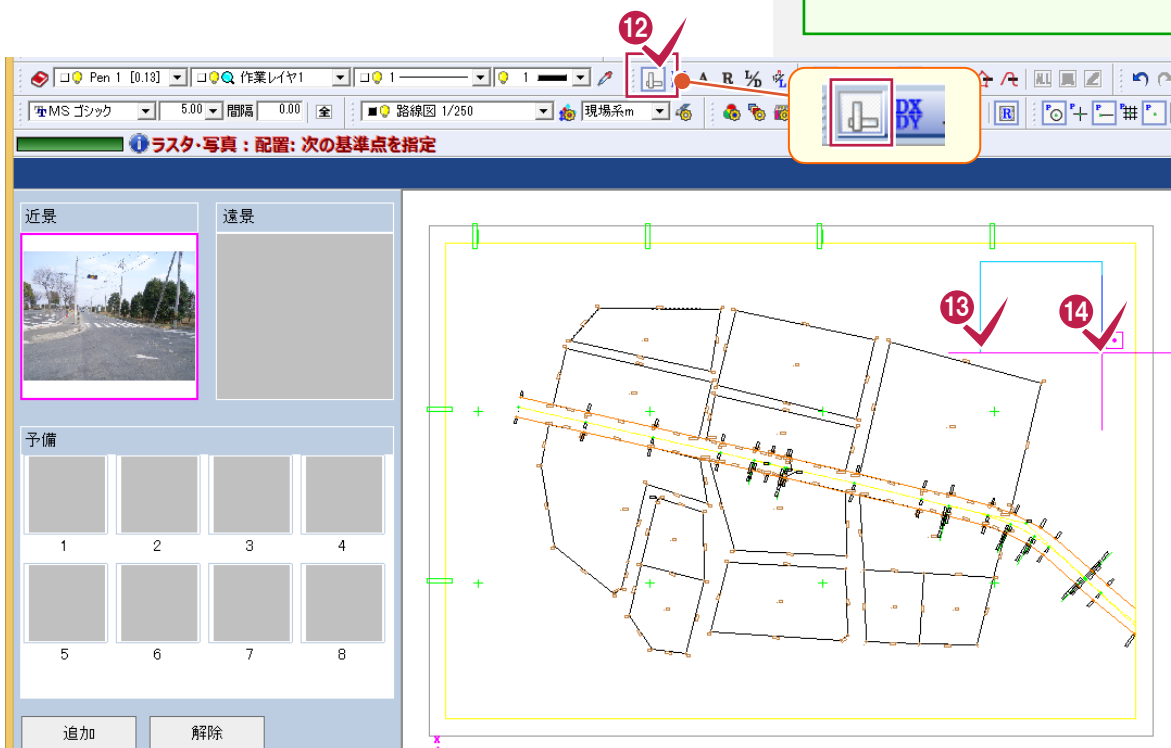 ⑫
Pen 1 [0.13] 作業レイヤ1 1 1 A R
ALL
MS ゴシック 5.00 間隔 0.00 全 路線図 1/250 現場系m
DX
DY
R
ラスタ・写真 : 配置: 次の基準点を指定
近景 遠景
⑬ ⑭
予備
1 2 3 4
5 6 7 8
追加 解除
x